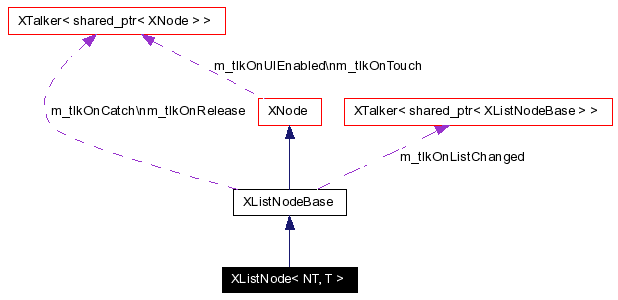 XTalker< shared_ptr< XNode > >
m_tlkOnUIEnabled\nm_tlkOnTouch
m_tlkOnCatch\nm_tlkOnRelease
XNode
XTalker< shared_ptr< XListNodeBase > >
m_tlkOnListChanged
XListNodeBase
XListNode< NT, T >